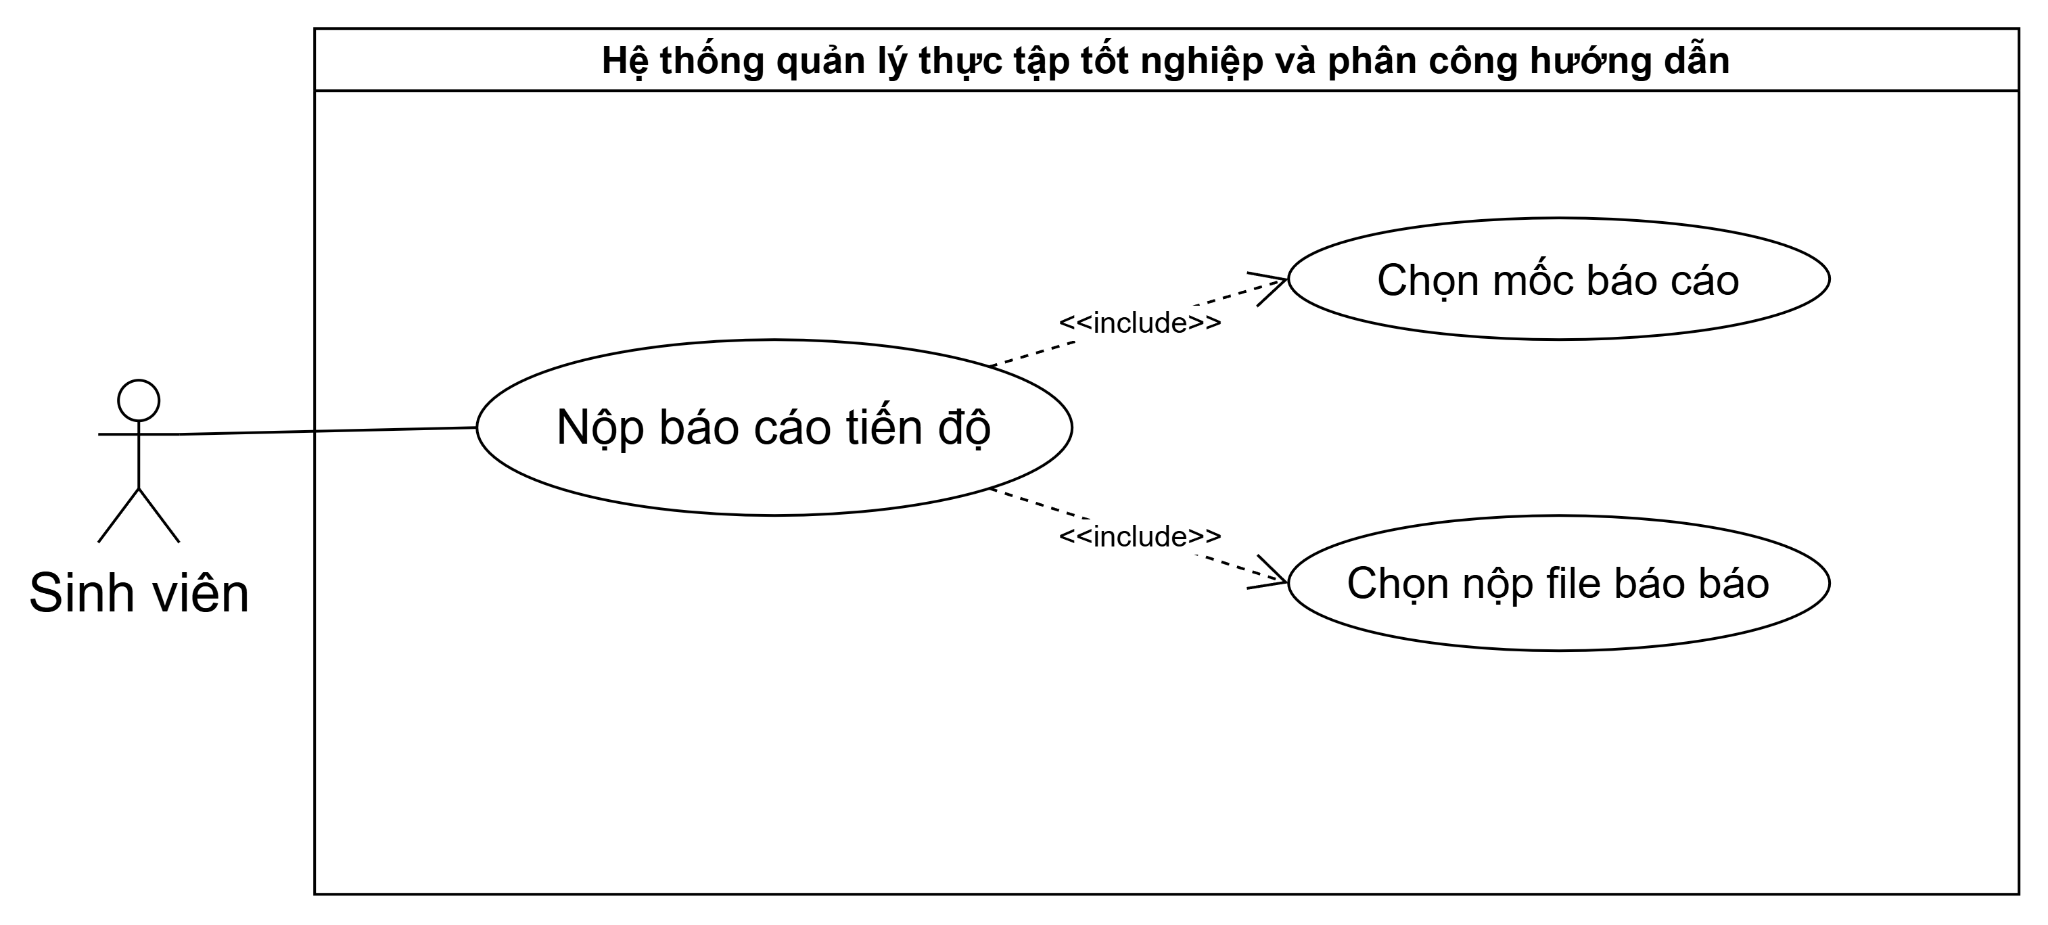 Hệ thống quản lý thực tập tốt nghiệp và phân công hướng dẫn
Chọn mốc báo cáo
<<include>>
Nộp báo cáo tiến độ
<<include>>
Chọn nộp file báo báo
Sinh viên